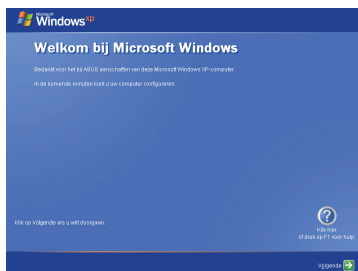 Microsoft
Windows xp
Welkom bij Microsoft Windows
Bedankt voor het bij ASUS aanschaffen van deze Microsoft Windows XP-computer.
In de komende minuten kunt u uw computer configureren.
Klik op Volgende als u wilt doorgaan.
Klik hier
of druk op F1 voor hulp.
Volgende